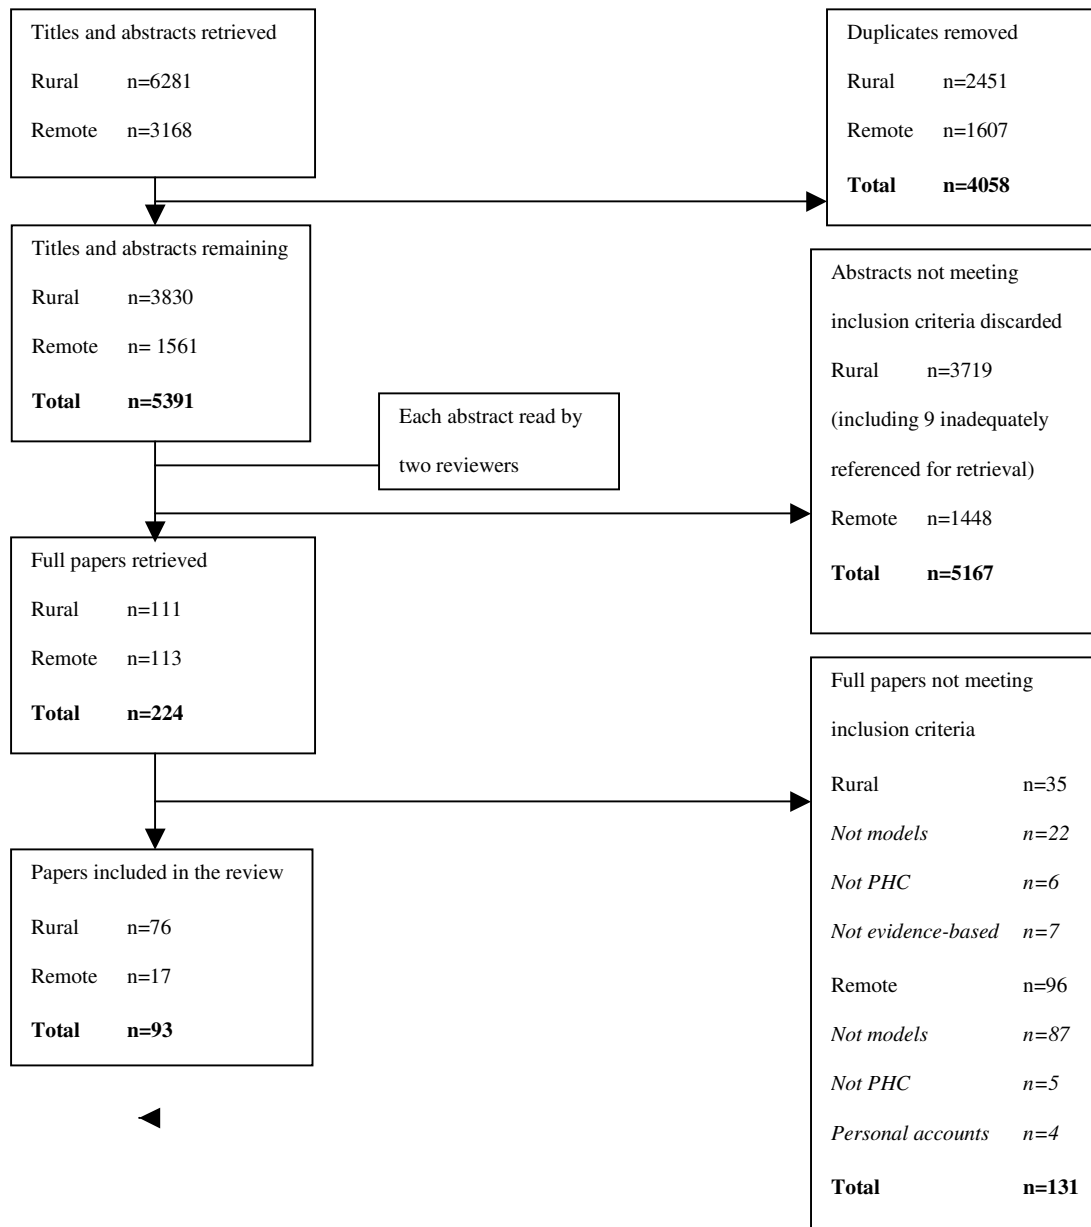 Titles and abstracts retrieved
Rural n=6281
Remote n=3168
Duplicates removed
Rural n=2451
Remote n=1607
Total n=4058
Titles and abstracts remaining
Rural n=3830
Remote n= 1561
Total n=5391
Each abstract read by
two reviewers
Abstracts not meeting
inclusion criteria discarded
Rural n=3719
(including 9 inadequately
referenced for retrieval)
Remote n=1448
Total n=5167
Full papers retrieved
Rural n=111
Remote n=113
Total n=224
Full papers not meeting
inclusion criteria
Rural n=35
Not models n=22
Not PHC n=6
Not evidence-based n=7
Remote n=96
Not models n=87
Not PHC n=5
Personal accounts n=4
Total n=131
Papers included in the review
Rural n=76
Remote n=17
Total n=93